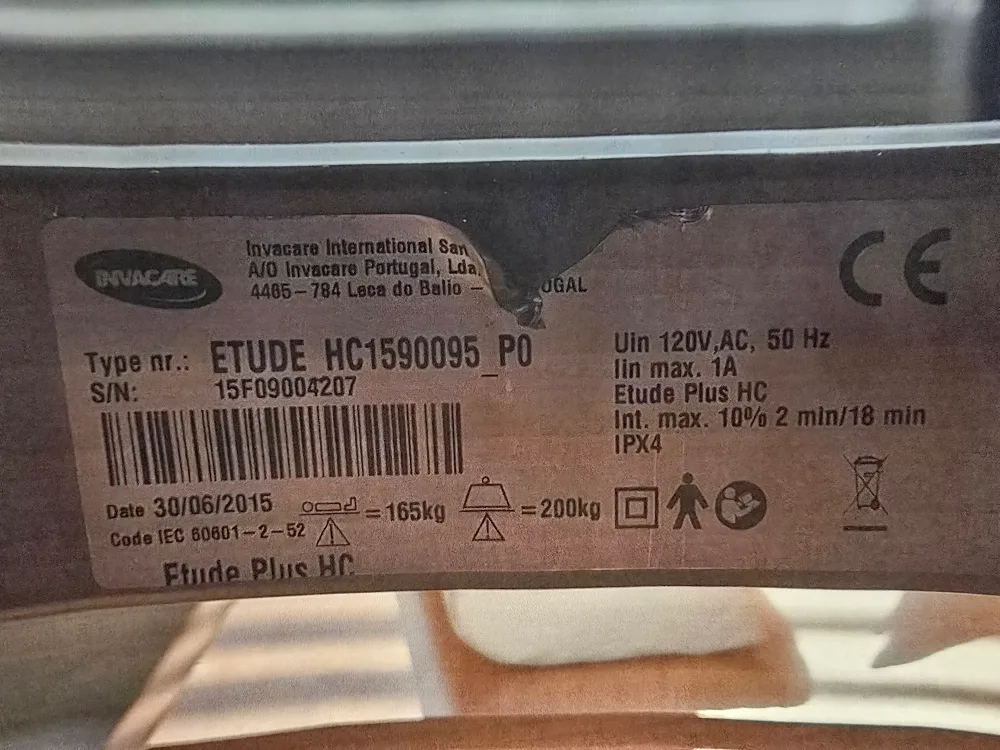 INVACARE
Invacare International San
A/O Invacare Portugal, Lda,
4465-784 Leca do Balio -
Type nr.: ETUDE HC1590095_P0
S/N: 15F09004207
Date 30/06/2015
=165kg
=200kg
Code IEC 60601-2-52
Etude Plus HC
Uin 120V,AC, 50 Hz
Iin max. 1A
Etude Plus HC
Int. max. 10% 2 min/18 min
IPX4
CE